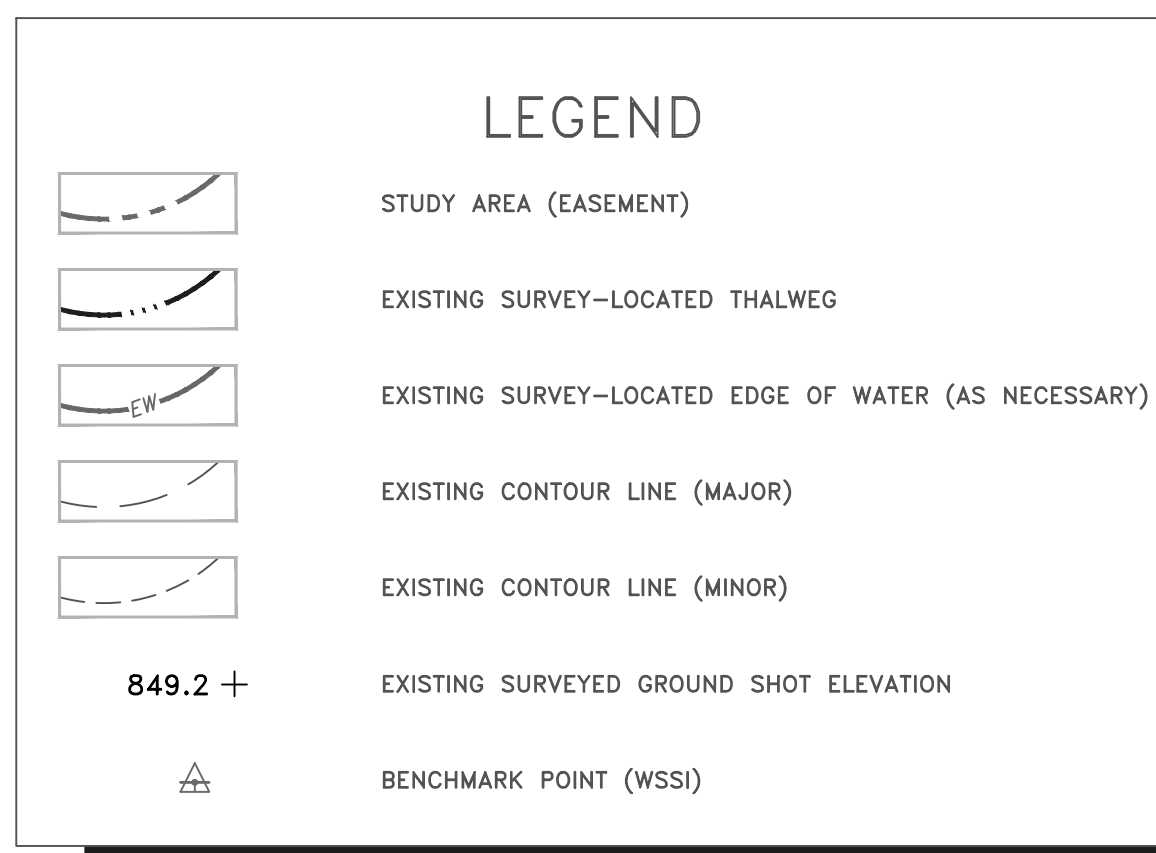 LEGEND
STUDY AREA (EASEMENT)
EXISTING SURVEY-LOCATED THALWEG
EW
EXISTING SURVEY-LOCATED EDGE OF WATER (AS NECESSARY)
EXISTING CONTOUR LINE (MAJOR)
EXISTING CONTOUR LINE (MINOR)
849.2 + EXISTING SURVEYED GROUND SHOT ELEVATION
BENCHMARK POINT (WSSI)